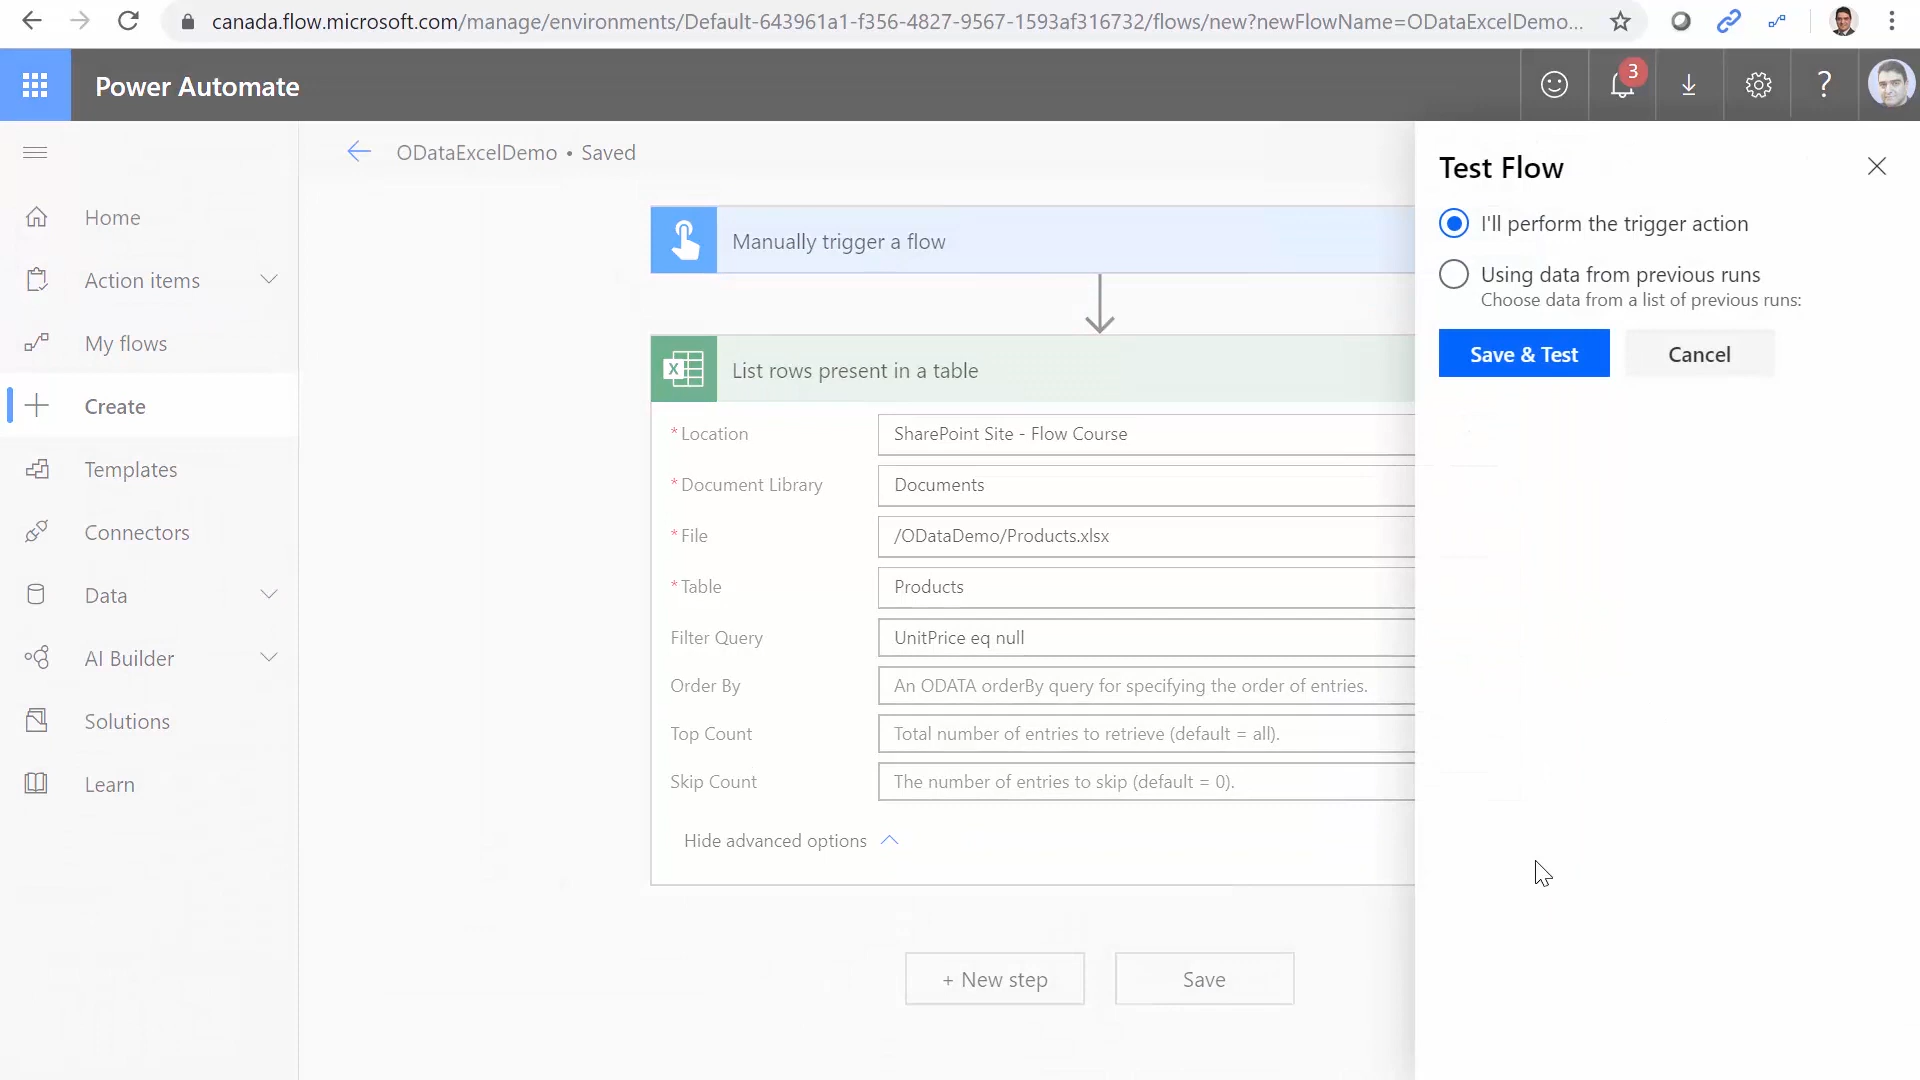 canada.flow.microsoft.com/manage/environments/Default-643961a1-f356-4827-9567-1593af316732/flows/new?newFlowName=ODataExcelDemo...
Power Automate
3
?
ODataExcelDemo • Saved
Home
Action items
My flows
Create
Templates
Connectors
Data
AI Builder
Solutions
Learn
Manually trigger a flow
List rows present in a table
* Location
SharePoint Site - Flow Course
* Document Library
Documents
* File
/ODataDemo/Products.xlsx
* Table
Products
Filter Query
UnitPrice eq null
Order By
An ODATA orderBy query for specifying the order of entries.
Top Count
Total number of entries to retrieve (default = all).
Skip Count
The number of entries to skip (default = 0).
Hide advanced options
+ New step
Save
Test Flow
I'll perform the trigger action
Using data from previous runs
Choose data from a list of previous runs:
Save & Test
Cancel